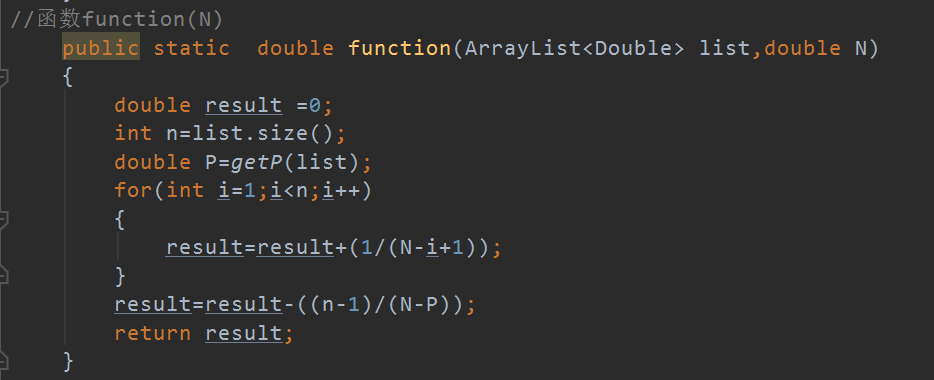 //函数function(N)
public static  double function(ArrayList<Double> list,double N)
{
double result =0;
int n=list.size();
double P=getP(list);
for(int i=1;i<n;i++)
{
result=result+(1/(N-i+1));
}
result=result-((n-1)/(N-P));
return result;
}